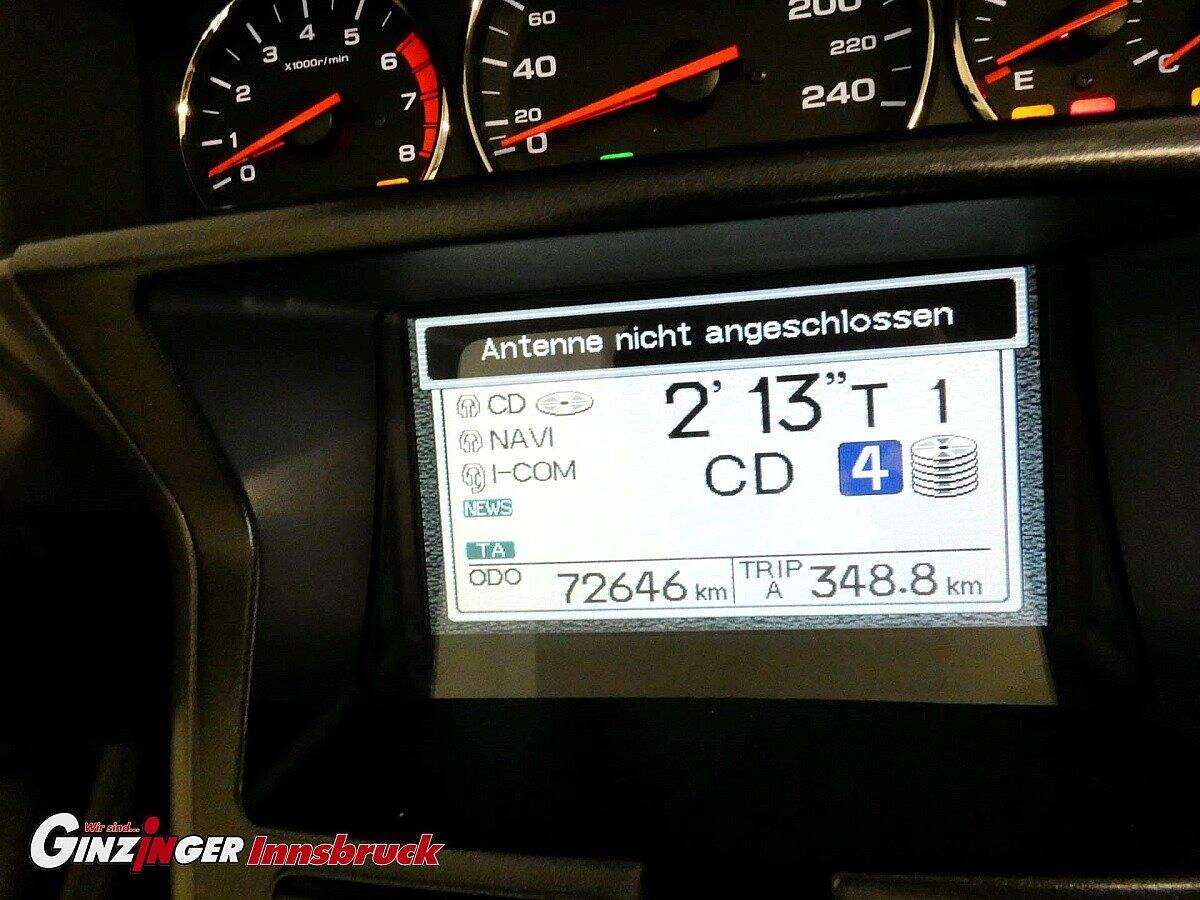 60
40
20
0
200
220
240
3 4 5
x1000r/min
2
6
1
7
0
8
E
C
Antenne nicht angeschlossen
CD
2' 13" T 1
NAVI
CD 4
I-COM
NEWS
TA
ODO 72646 km
TRIP A 348.8 km
Wir sind...
GINZINGER Innsbruck